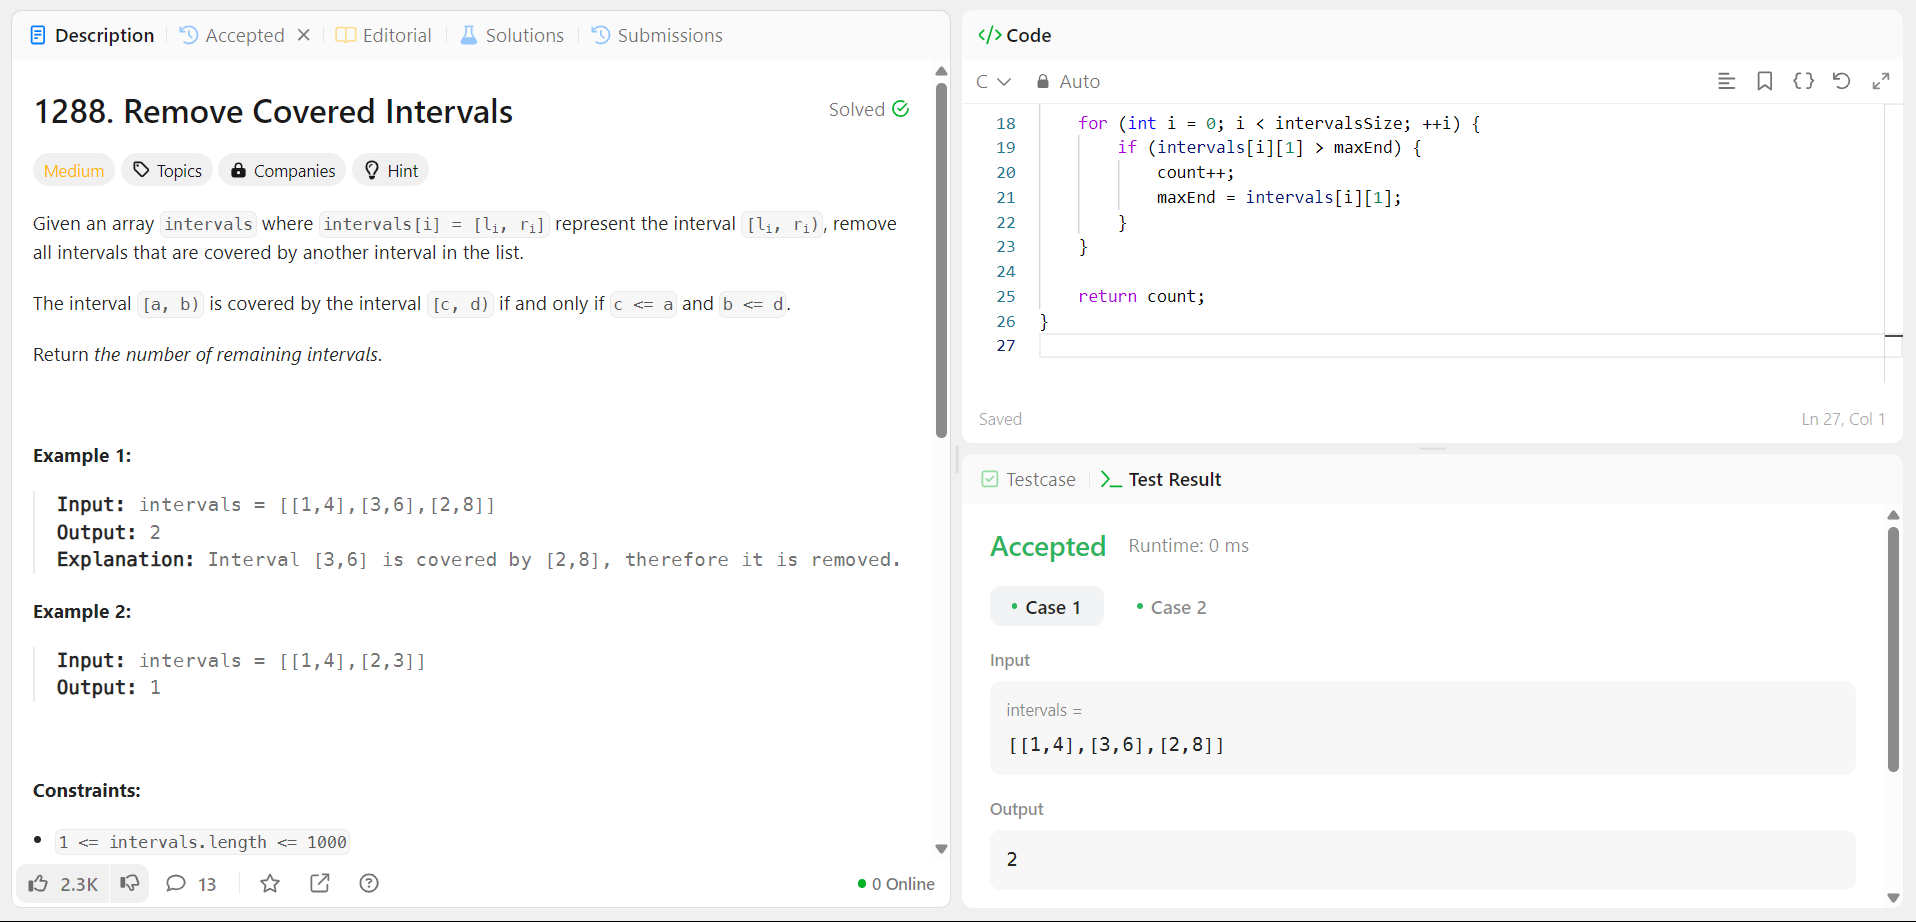 Description
Accepted
Editorial
Solutions
Submissions
1288. Remove Covered Intervals
Solved
Medium
Topics
Companies
Hint
Given an array intervals where intervals[i] = [li, ri] represent the interval [li, ri), remove
all intervals that are covered by another interval in the list.
The interval [a, b) is covered by the interval [c, d) if and only if c <= a and b <= d.
Return the number of remaining intervals.
Example 1:
Input: intervals = [[1,4],[3,6],[2,8]]
Output: 2
Explanation: Interval [3,6] is covered by [2,8], therefore it is removed.
Example 2:
Input: intervals = [[1,4],[2,3]]
Output: 1
Constraints:
• 1 <= intervals.length <= 1000
2.3K
13
0 Online
</> Code
C
Auto
18 for (int i = 0; i < intervalsSize; ++i) {
19 if (intervals[i][1] > maxEnd) {
20 count++;
21 maxEnd = intervals[i][1];
22 }
23 }
24
25 return count;
26 }
27
Saved
Ln 27, Col 1
Testcase
Test Result
Accepted
Runtime: 0 ms
• Case 1
• Case 2
Input
intervals =
[[1,4],[3,6],[2,8]]
Output
2